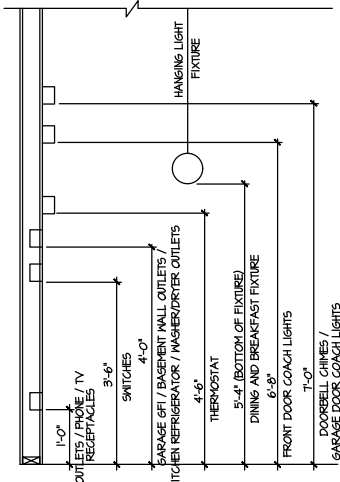 HANGING LIGHT
FIXTURE
1'-0"
OUTLETS / PHONE / TV
RECEPTACLES
3'-6"
SWITCHES
4'-0"
GARAGE GFI / BASEMENT WALL OUTLETS /
KITCHEN REFRIGERATOR / WASHER/DRYER OUTLETS
4'-6"
THERMOSTAT
5'-4" (BOTTOM OF FIXTURE)
DINING AND BREAKFAST FIXTURE
6'-8"
FRONT DOOR COACH LIGHTS
7'-0"
DOORBELL CHIMES /
GARAGE DOOR COACH LIGHTS